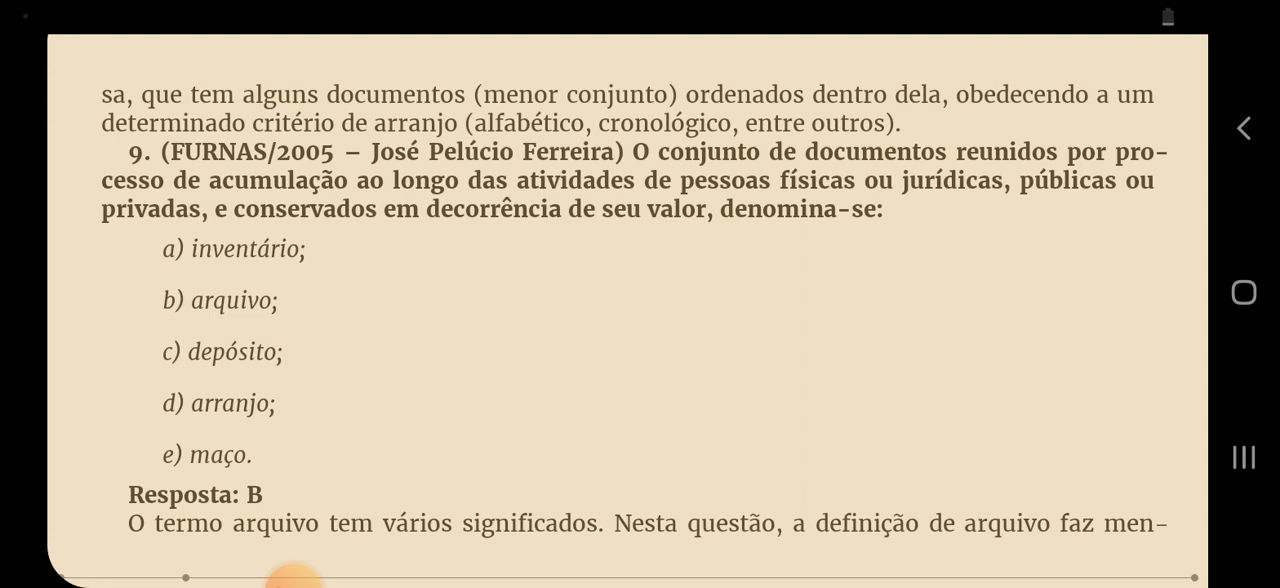 sa, que tem alguns documentos (menor conjunto) ordenados dentro dela, obedecendo a um
determinado critério de arranjo (alfabético, cronológico, entre outros).
9. (FURNAS/2005 – José Pelúcio Ferreira) O conjunto de documentos reunidos por pro-
cesso de acumulação ao longo das atividades de pessoas físicas ou jurídicas, públicas ou
privadas, e conservados em decorrência de seu valor, denomina-se:
a) inventário;
b) arquivo;
c) depósito;
d) arranjo;
e) maço.
Resposta: B
O termo arquivo tem vários significados. Nesta questão, a definição de arquivo faz men-